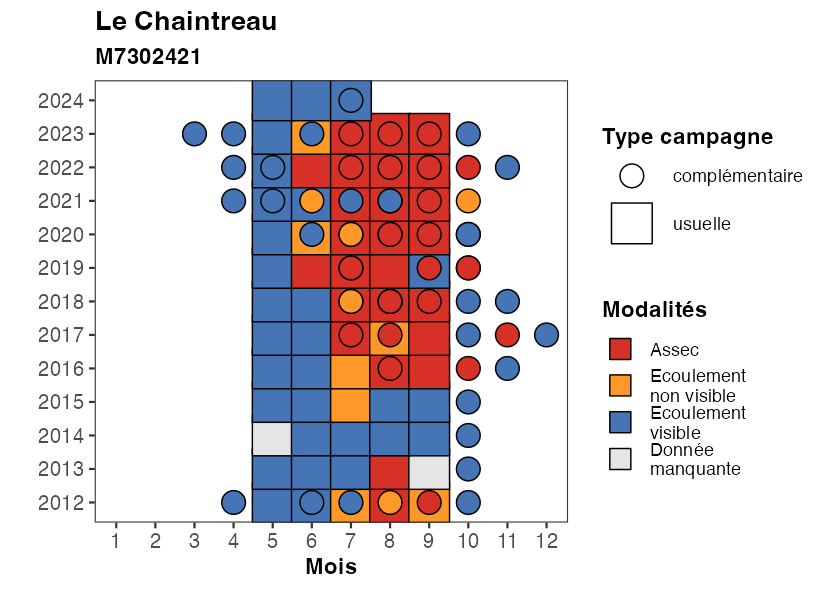 Le Chaintreau
M7302421
2024
2023
2022
2021
2020
2019
2018
2017
2016
2015
2014
2013
2012
1 2 3 4 5 6 7 8 9 10 11 12
Mois
Type campagne
complémentaire
usuelle
Modalités
Assec
Ecoulement
non visible
Ecoulement
visible
Donnée
manquante